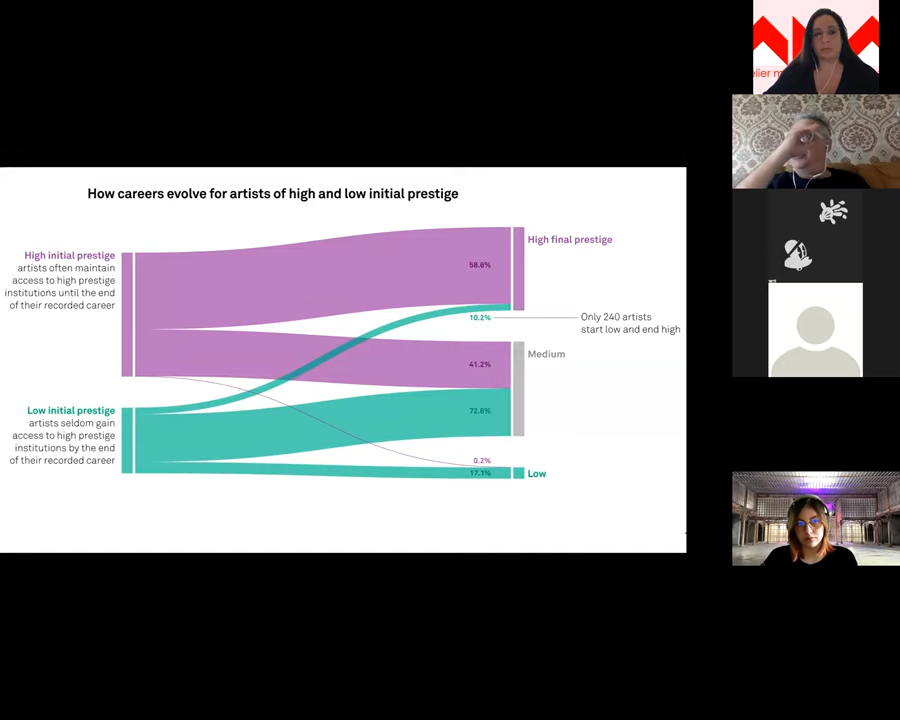 elier m
How careers evolve for artists of high and low initial prestige
High initial prestige
artists often maintain
access to high prestige
institutions until the end
of their recorded career
58.6%
High final prestige
10.2%
Only 240 artists
start low and end high
41.2%
Medium
Low initial prestige
artists seldom gain
access to high prestige
institutions by the end
of their recorded career
72.6%
0.2%
17.1%
Low